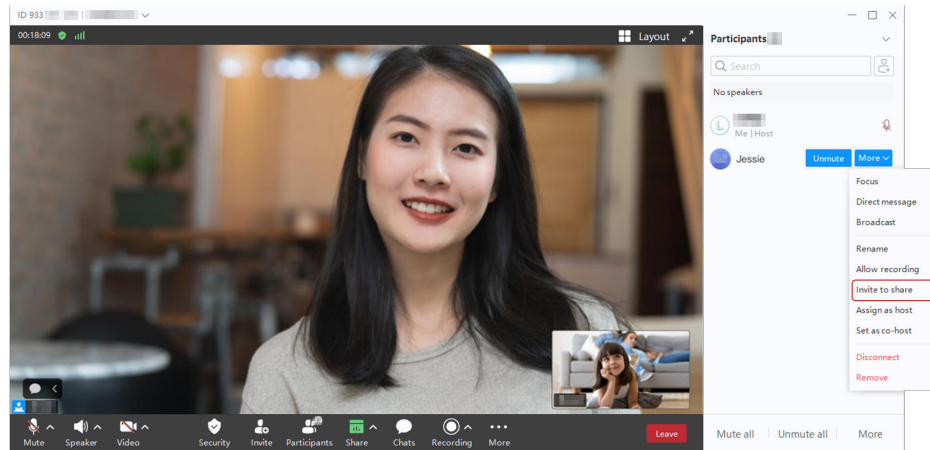 ID 933
00:18:09
Layout
Participants
Search
No speakers
L
Me | Host
Jessie
Unmute
More
Focus
Direct message
Broadcast
Rename
Allow recording
Invite to share
Assign as host
Set as co-host
Disconnect
Remove
Mute
Speaker
Video
Security
Invite
Participants
Share
Chats
Recording
More
Leave
Mute all
Unmute all
More